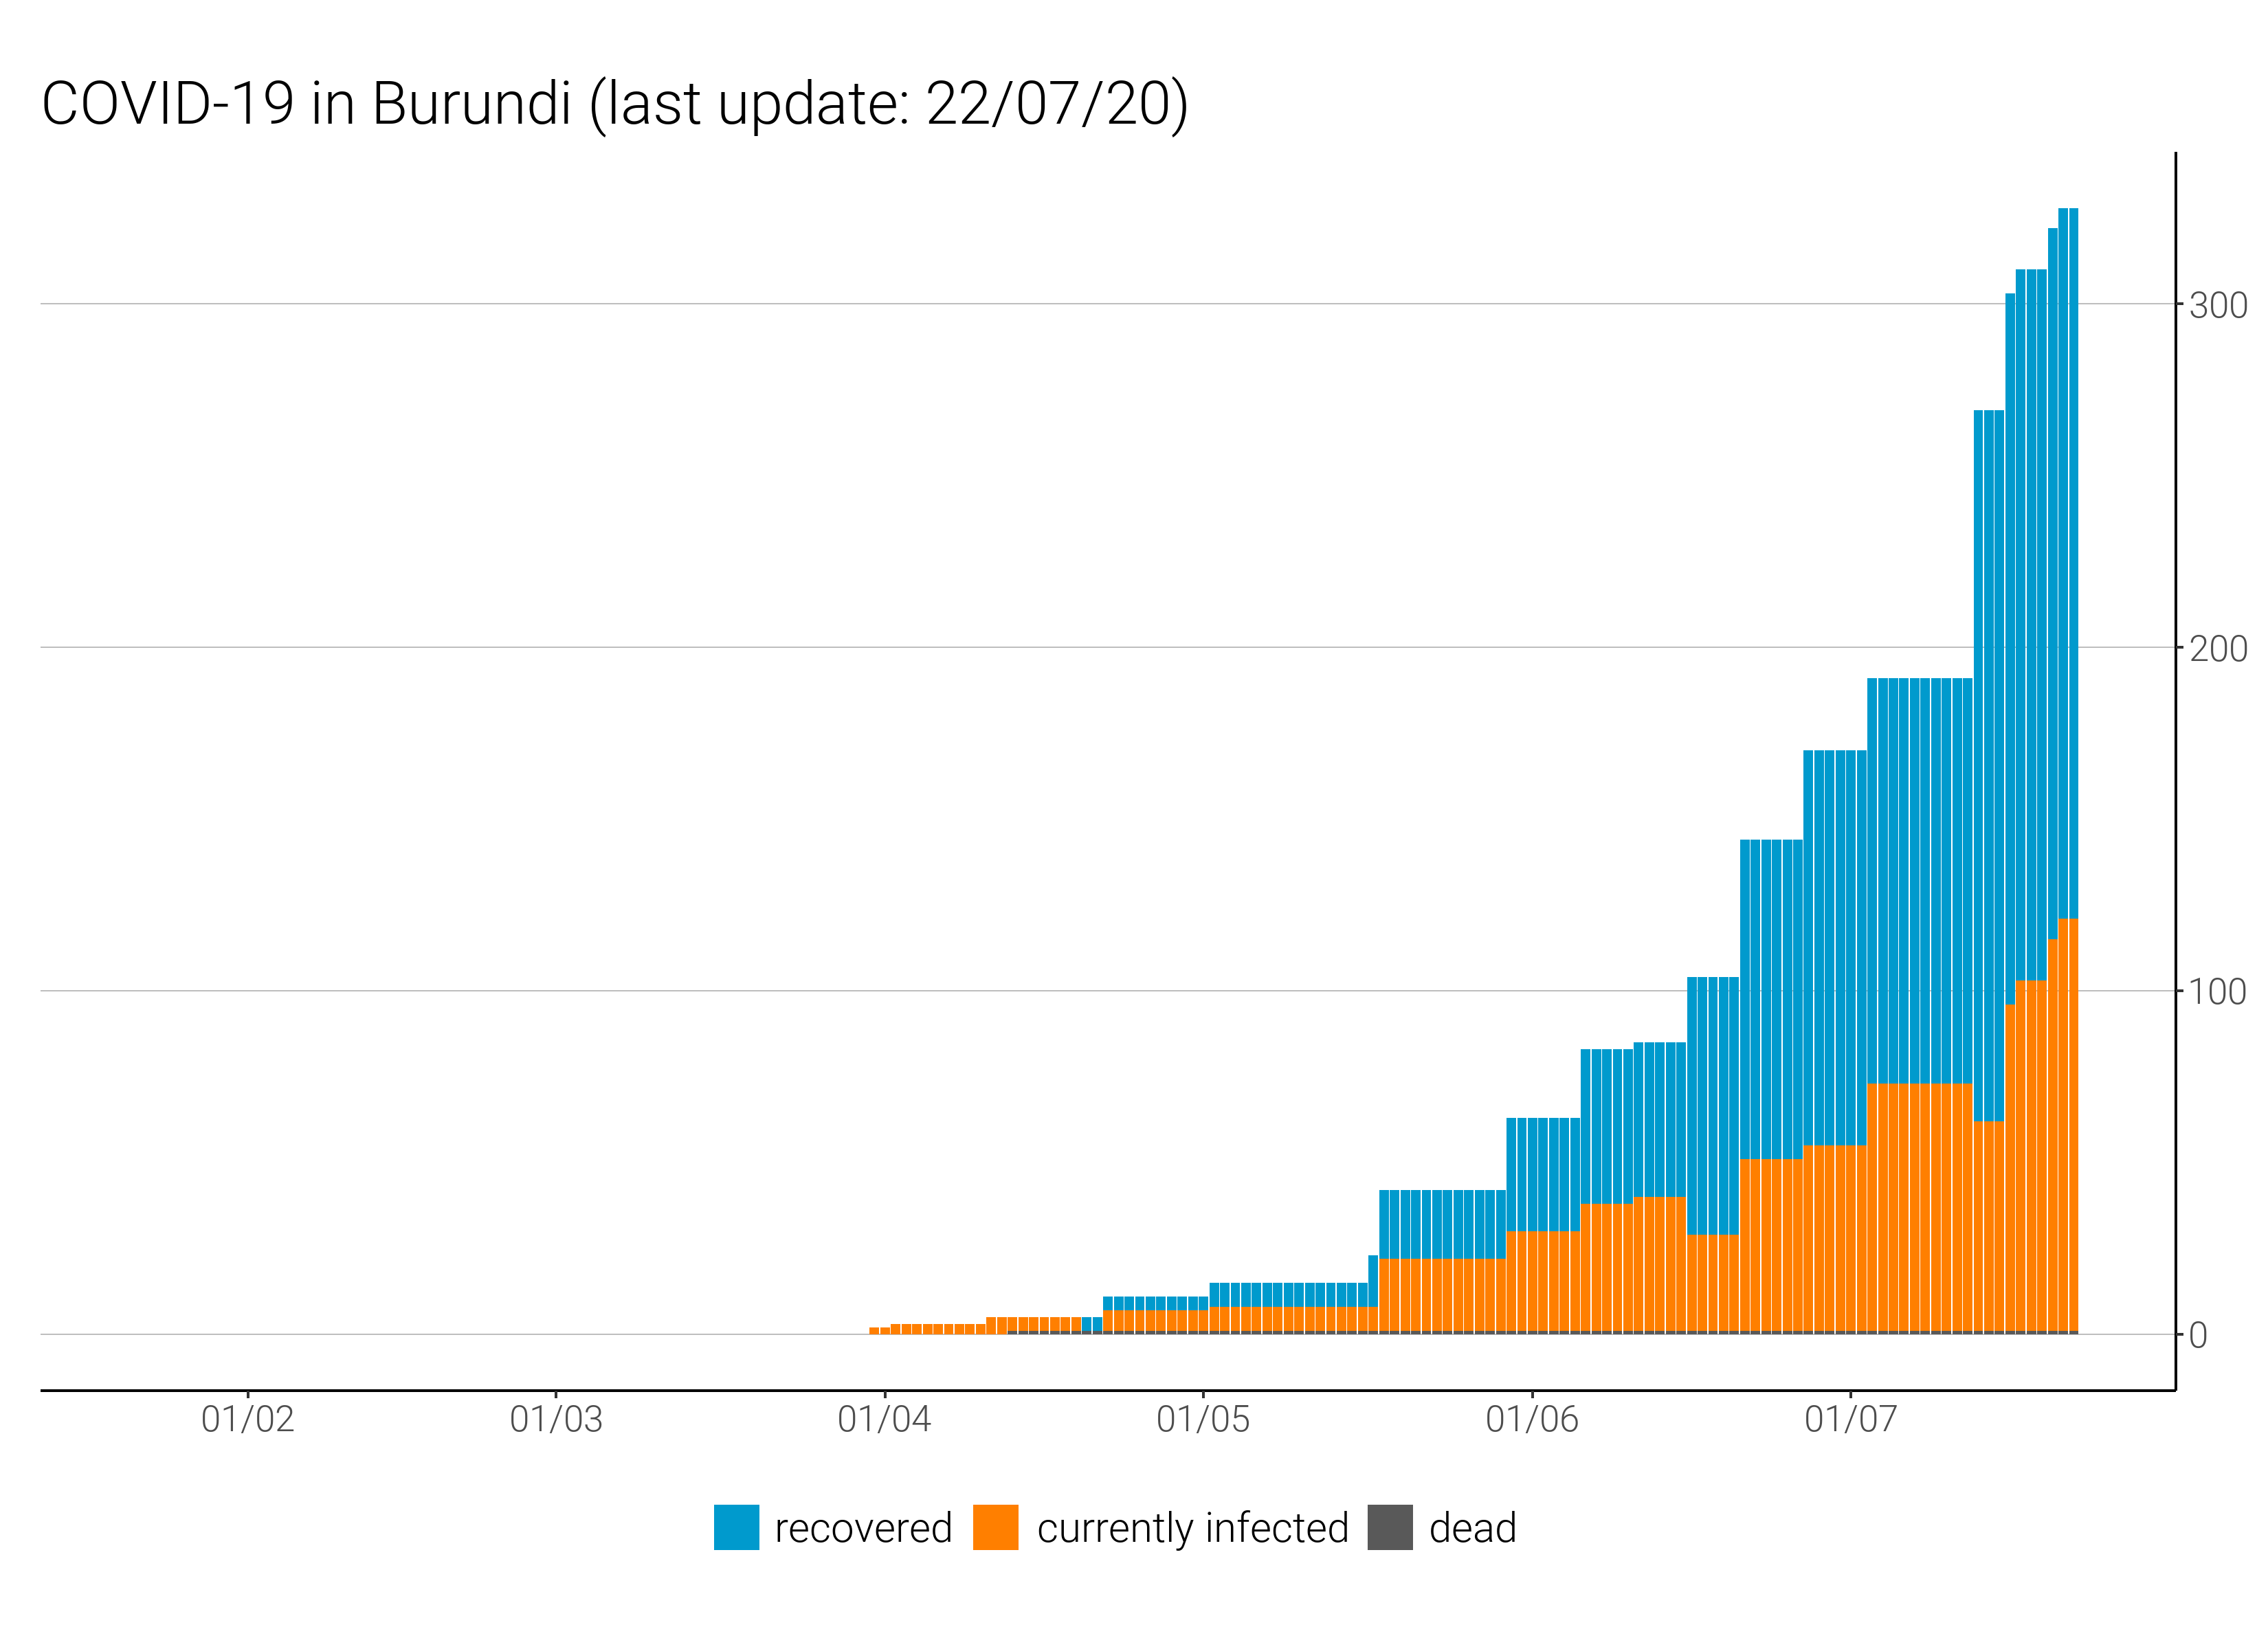 COVID-19 in Burundi (last update: 22/07/20)
300
200
100
0
01/02 01/03 01/04 01/05 01/06 01/07
recovered currently infected dead